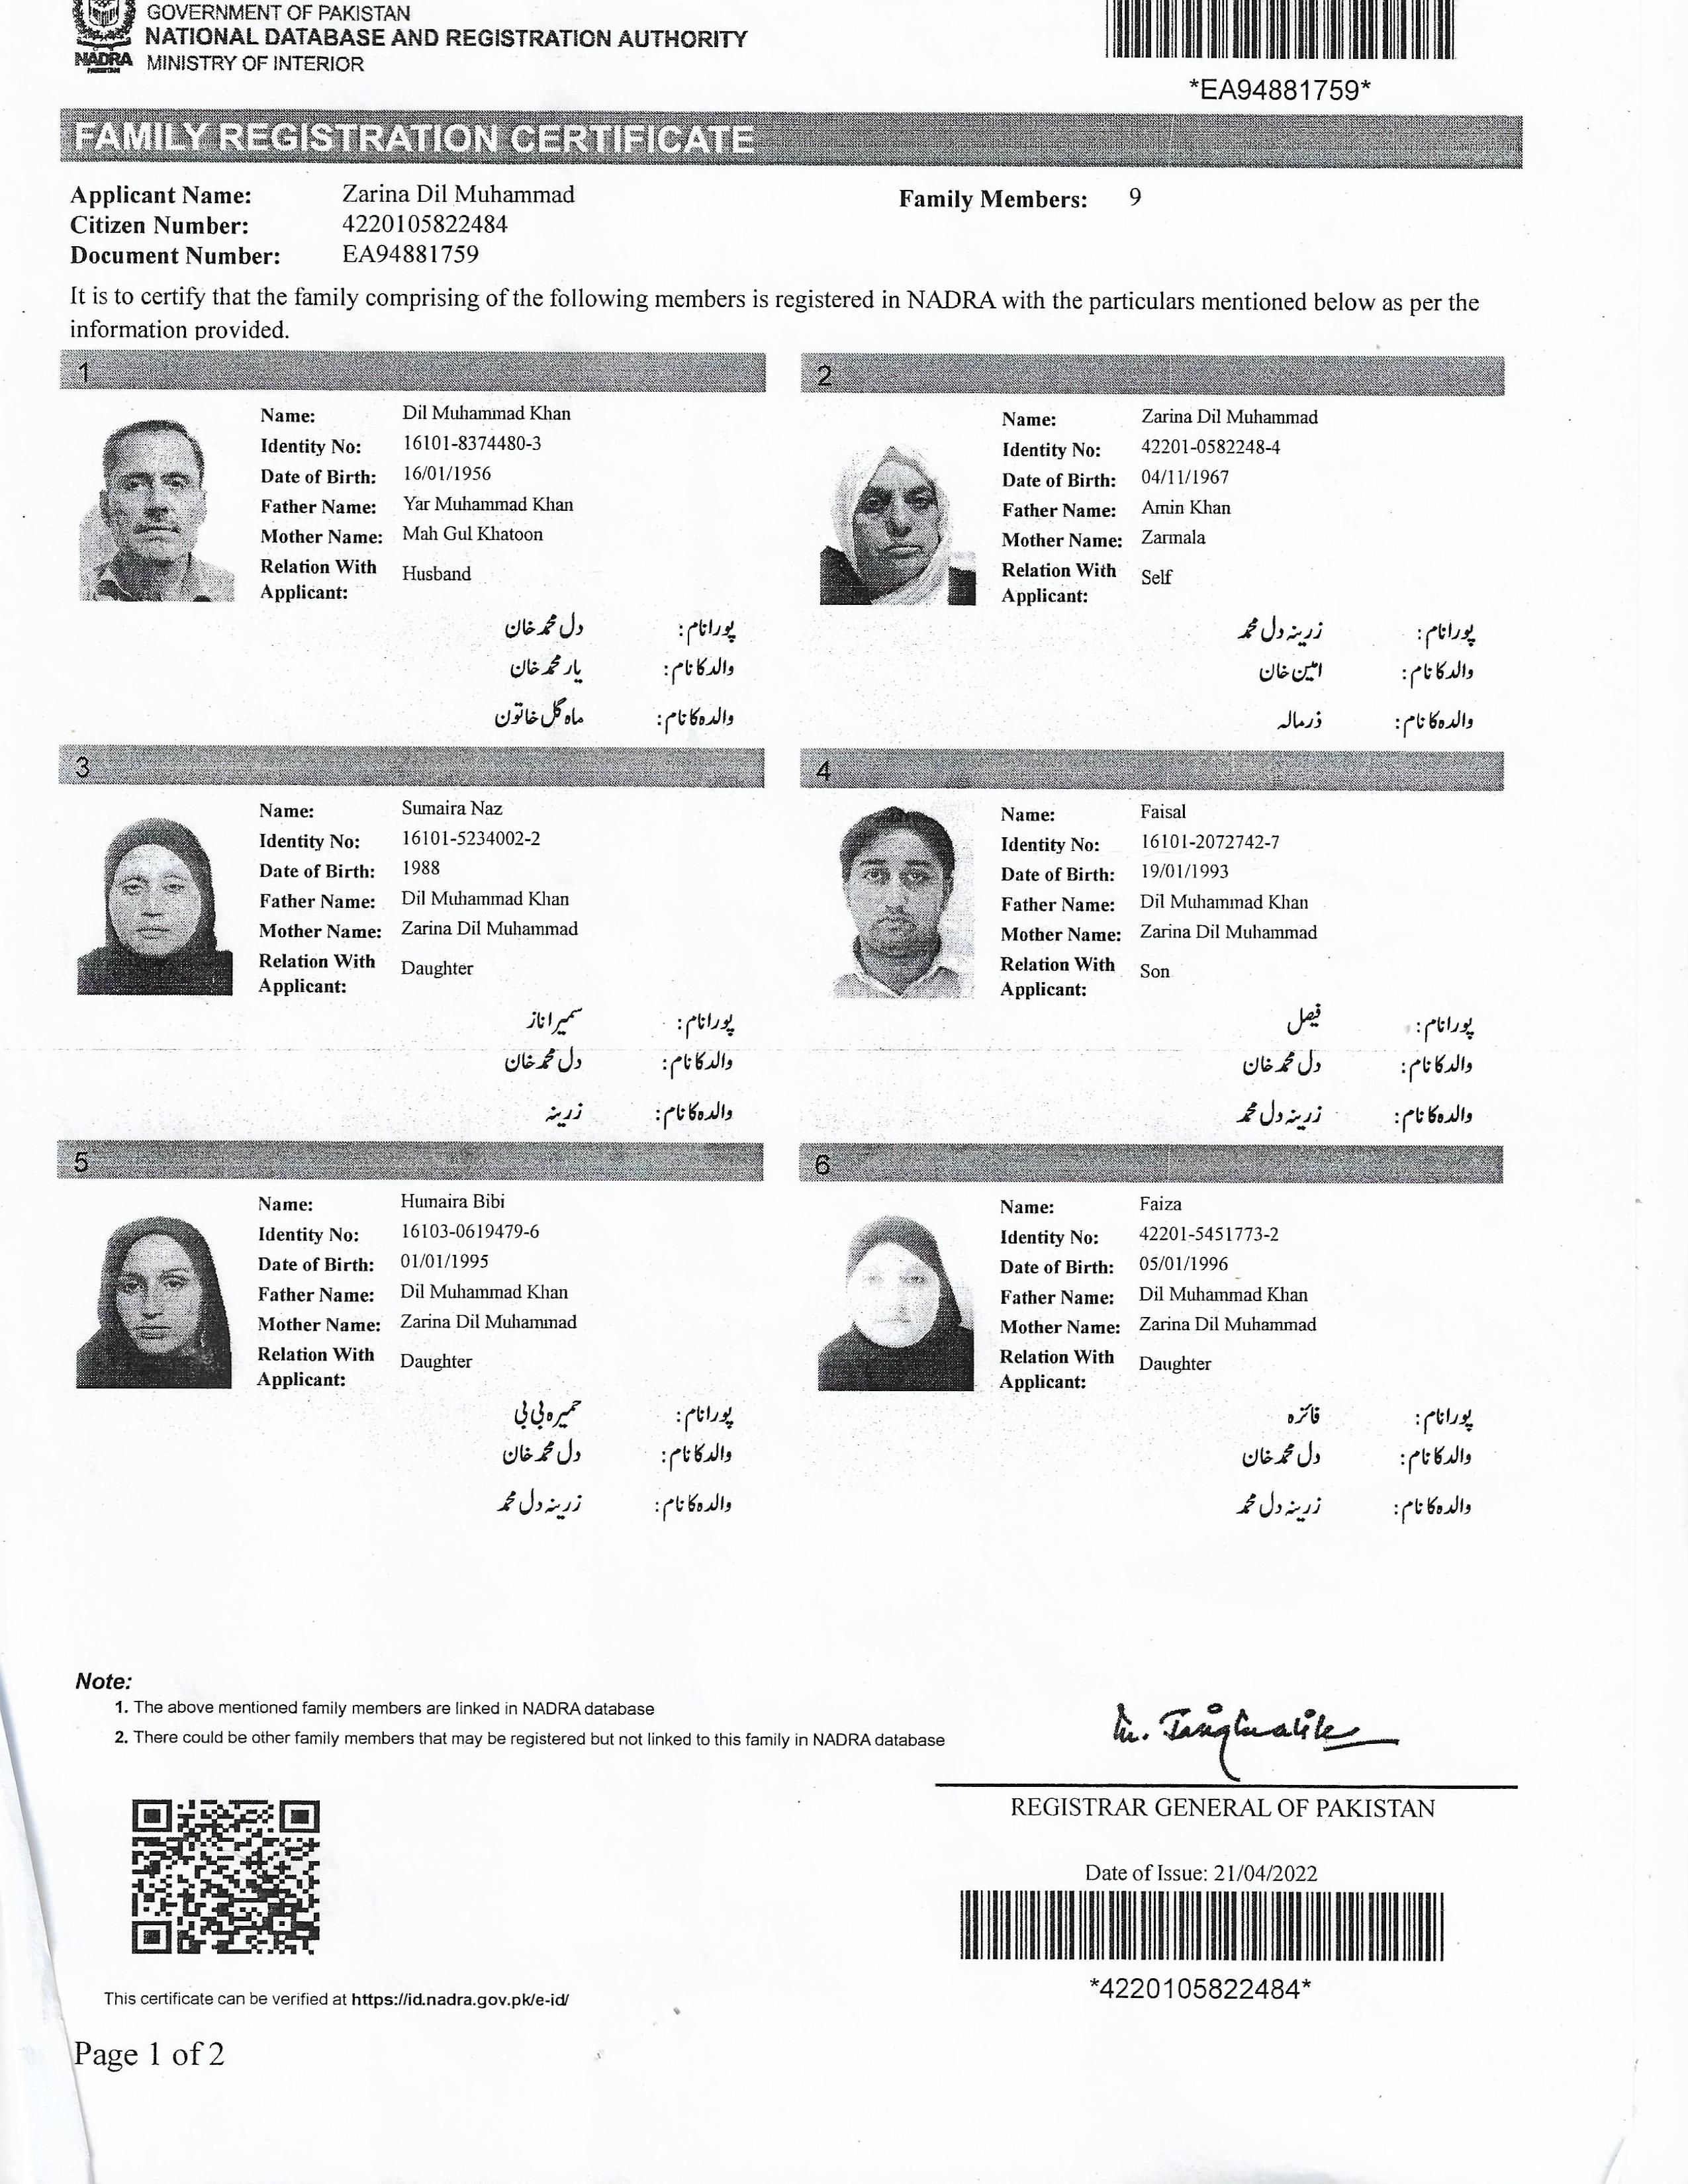 GOVERNMENT OF PAKISTAN
NATIONAL DATABASE AND REGISTRATION AUTHORITY
NADRA
MINISTRY OF INTERIOR
*EA94881759*
FAMILY REGISTRATION CERTIFICATE
Applicant Name: Zarina Dil Muhammad
Family Members: 9
Citizen Number: 4220105822484
Document Number: EA94881759
It is to certify that the family comprising of the following members is registered in NADRA with the particulars mentioned below as per the
information provided.
1
Name: Dil Muhammad Khan
Identity No: 16101-8374480-3
Date of Birth: 16/01/1956
Father Name: Yar Muhammad Khan
Mother Name: Mah Gul Khatoon
Relation With
Applicant: Husband
پورا نام: دل محمد خان
والد کا نام: یار محمد خان
والدہ کا نام: ماہ گل خاتون
2
Name: Zarina Dil Muhammad
Identity No: 42201-0582248-4
Date of Birth: 04/11/1967
Father Name: Amin Khan
Mother Name: Zarmala
Relation With
Applicant: Self
پورا نام: زرینہ دل محمد
والد کا نام: امین خان
والدہ کا نام: ذرمالہ
3
Name: Sumaira Naz
Identity No: 16101-5234002-2
Date of Birth: 1988
Father Name: Dil Muhammad Khan
Mother Name: Zarina Dil Muhammad
Relation With
Applicant: Daughter
پورا نام: سمیرا ناز
والد کا نام: دل محمد خان
والدہ کا نام: زرینہ
4
Name: Faisal
Identity No: 16101-2072742-7
Date of Birth: 19/01/1993
Father Name: Dil Muhammad Khan
Mother Name: Zarina Dil Muhammad
Relation With
Applicant: Son
پورا نام: فیصل
والد کا نام: دل محمد خان
والدہ کا نام: زرینہ دل محمد
5
Name: Humaira Bibi
Identity No: 16103-0619479-6
Date of Birth: 01/01/1995
Father Name: Dil Muhammad Khan
Mother Name: Zarina Dil Muhammad
Relation With
Applicant: Daughter
پورا نام: حمیرہ بی بی
والد کا نام: دل محمد خان
والدہ کا نام: زرینہ دل محمد
6
Name: Faiza
Identity No: 42201-5451773-2
Date of Birth: 05/01/1996
Father Name: Dil Muhammad Khan
Mother Name: Zarina Dil Muhammad
Relation With
Applicant: Daughter
پورا نام: فائزہ
والد کا نام: دل محمد خان
والدہ کا نام: زرینہ دل محمد
Note:
1. The above mentioned family members are linked in NADRA database
2. There could be other family members that may be registered but not linked to this family in NADRA database
REGISTRAR GENERAL OF PAKISTAN
Date of Issue: 21/04/2022
*4220105822484*
This certificate can be verified at https://id.nadra.gov.pk/e-id/
Page 1 of 2